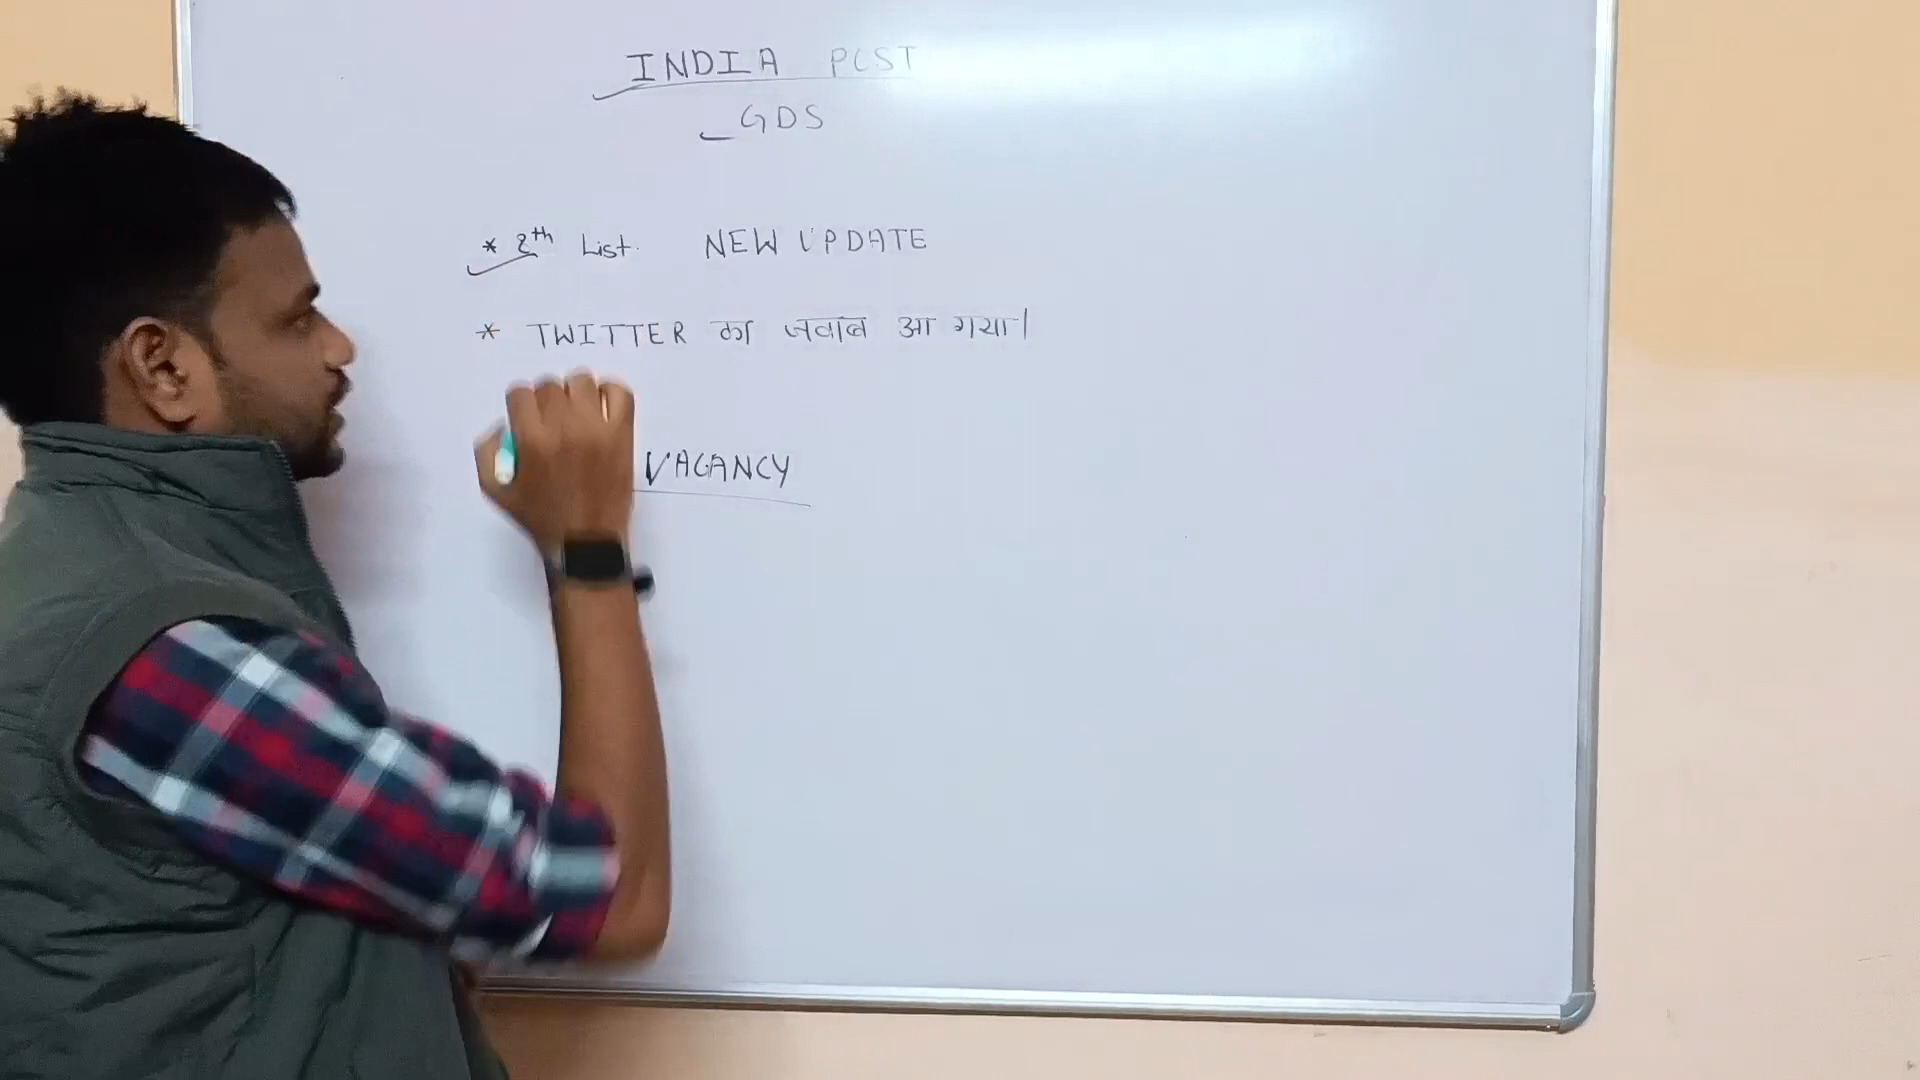 INDIA POST
GDS
* 8th List. NEW UPDATE
* TWITTER का जवाब आ गया।
VACANCY